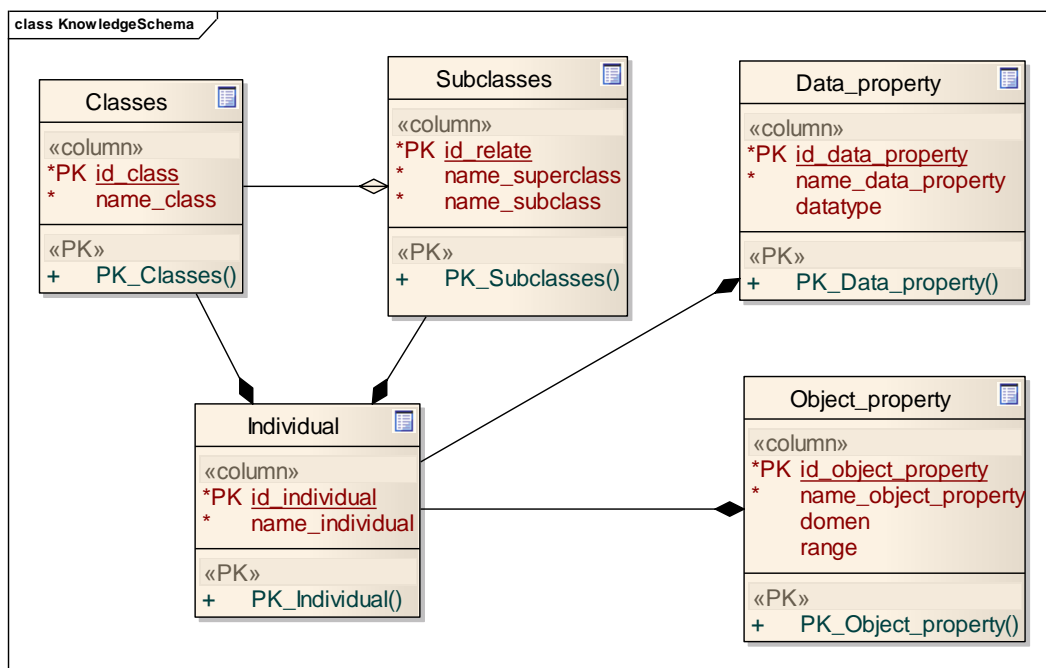 class KnowledgeSchema
Classes
«column»
*PK id_class
* name_class
«PK»
+ PK_Classes()
Subclasses
«column»
*PK id_relate
* name_superclass
* name_subclass
«PK»
+ PK_Subclasses()
Data_property
«column»
*PK id_data_property
* name_data_property
datatype
«PK»
+ PK_Data_property()
Individual
«column»
*PK id_individual
* name_individual
«PK»
+ PK_Individual()
Object_property
«column»
*PK id_object_property
* name_object_property
domen
range
«PK»
+ PK_Object_property()